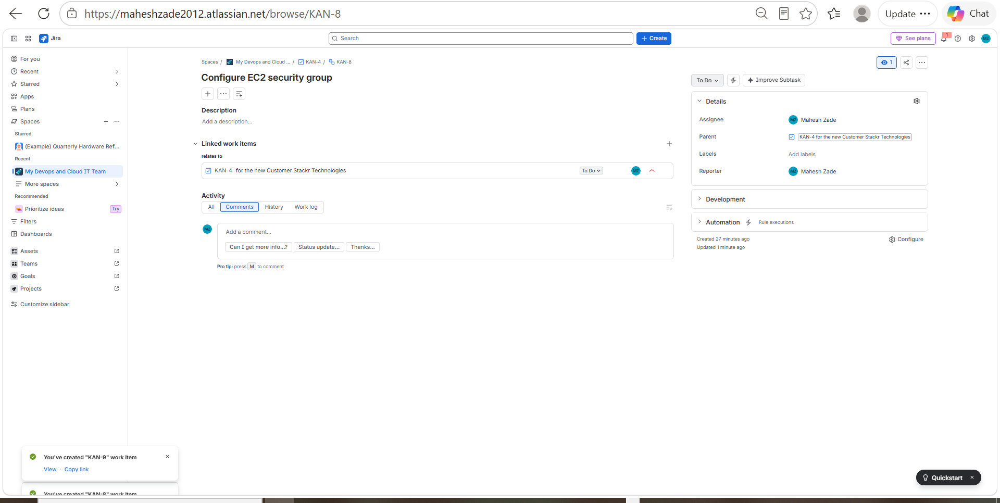 https://maheshzade2012.atlassian.net/browse/KAN-8
Update
Chat
Jira
Search
Create
See plans
1
MZ
For you
Recent
Starred
Apps
Plans
Spaces
Starred
(Example) Quarterly Hardware Ref...
Recent
My Devops and Cloud IT Team
More spaces
Recommended
Prioritize ideas
Try
Filters
Dashboards
Assets
Teams
Goals
Projects
Customize sidebar
Spaces / My Devops and Cloud ... / KAN-4 / KAN-8
Configure EC2 security group
Description
Add a description...
Linked work items
relates to
KAN-4 for the new Customer Stackr Technologies To Do MZ
Activity
All Comments History Work log
MZ
Add a comment...
Can I get more info...? Status update... Thanks...
Pro tip: press M to comment
1
To Do
Improve Subtask
Details
Assignee MZ Mahesh Zade
Parent KAN-4 for the new Customer Stackr Technologies
Labels Add labels
Reporter MZ Mahesh Zade
Development
Automation Rule executions
Created 27 minutes ago
Updated 1 minute ago
Configure
You've created "KAN-9" work item
View · Copy link
You've created "KAN-8" work item
Quickstart